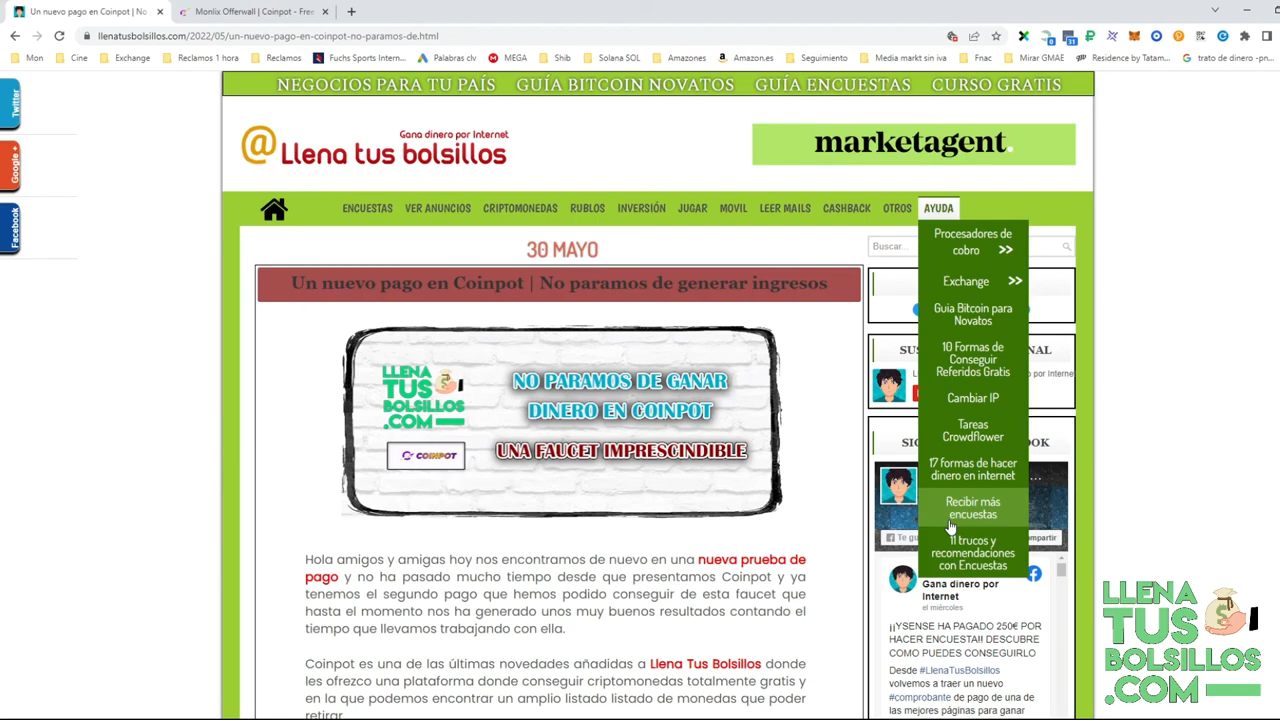 Un nuevo pago en Coinpot | No
Monlix Offerwall | Coinpot - Free
llenatusbolsillos.com/2022/05/un-nuevo-pago-en-coinpot-no-paramos-de.html
Mon Cine Exchange Reclamos 1 hora Fuchs Sports Intern... Palabras clv MEGA Shib Solana SOL Amazones Amazon.es Seguimiento Media markt sin iva Fnac Mirar GMAE Residence by Tatam... trato de dinero -pn...
Twitter
Google +
Facebook
NEGOCIOS PARA TU PAÍS GUÍA BITCOIN NOVATOS GUÍA ENCUESTAS CURSO GRATIS
Gana dinero por Internet
@Llena tus bolsillos
marketagent.
ENCUESTAS VER ANUNCIOS CRIPTOMONEDAS RUBLOS INVERSIÓN JUGAR MOVIL LEER MAILS CASHBACK OTROS AYUDA
Procesadores de
cobro >>
Exchange >>
Guia Bitcoin para
Novatos
10 Formas de
Conseguir
Referidos Gratis
Cambiar IP
Tareas
Crowdflower
17 formas de hacer
dinero en internet
Recibir más
encuestas
11 trucos y
recomendaciones
con Encuestas
Buscar...
30 MAYO
Un nuevo pago en Coinpot | No paramos de generar ingresos
LLENA
TUS
BOLSILLOS
.COM
COINPOT
NO PARAMOS DE GANAR
DINERO EN COINPOT
UNA FAUCET IMPRESCINDIBLE
Hola amigos y amigas hoy nos encontramos de nuevo en una nueva prueba de
pago y no ha pasado mucho tiempo desde que presentamos Coinpot y ya
tenemos el segundo pago que hemos podido conseguir de esta faucet que
hasta el momento nos ha generado unos muy buenos resultados contando el
tiempo que llevamos trabajando con ella.
Coinpot es una de las últimas novedades añadidas a Llena Tus Bolsillos donde
les ofrezco una plataforma donde conseguir criptomonedas totalmente gratis y
en la que podemos encontrar un amplio listado listado de monedas que poder
retirar.
Gana dinero por
Internet
el miércoles
¡¡YSENSE HA PAGADO 250€ POR
HACER ENCUESTA!! DESCUBRE
COMO PUEDES CONSEGUIRLO
Desde #LlenaTusBolsillos
volvemos a traer un nuevo
#comprobante de pago de una de
las mejores páginas para ganar
LLENA
TUS
BOLSILLOS
.COM